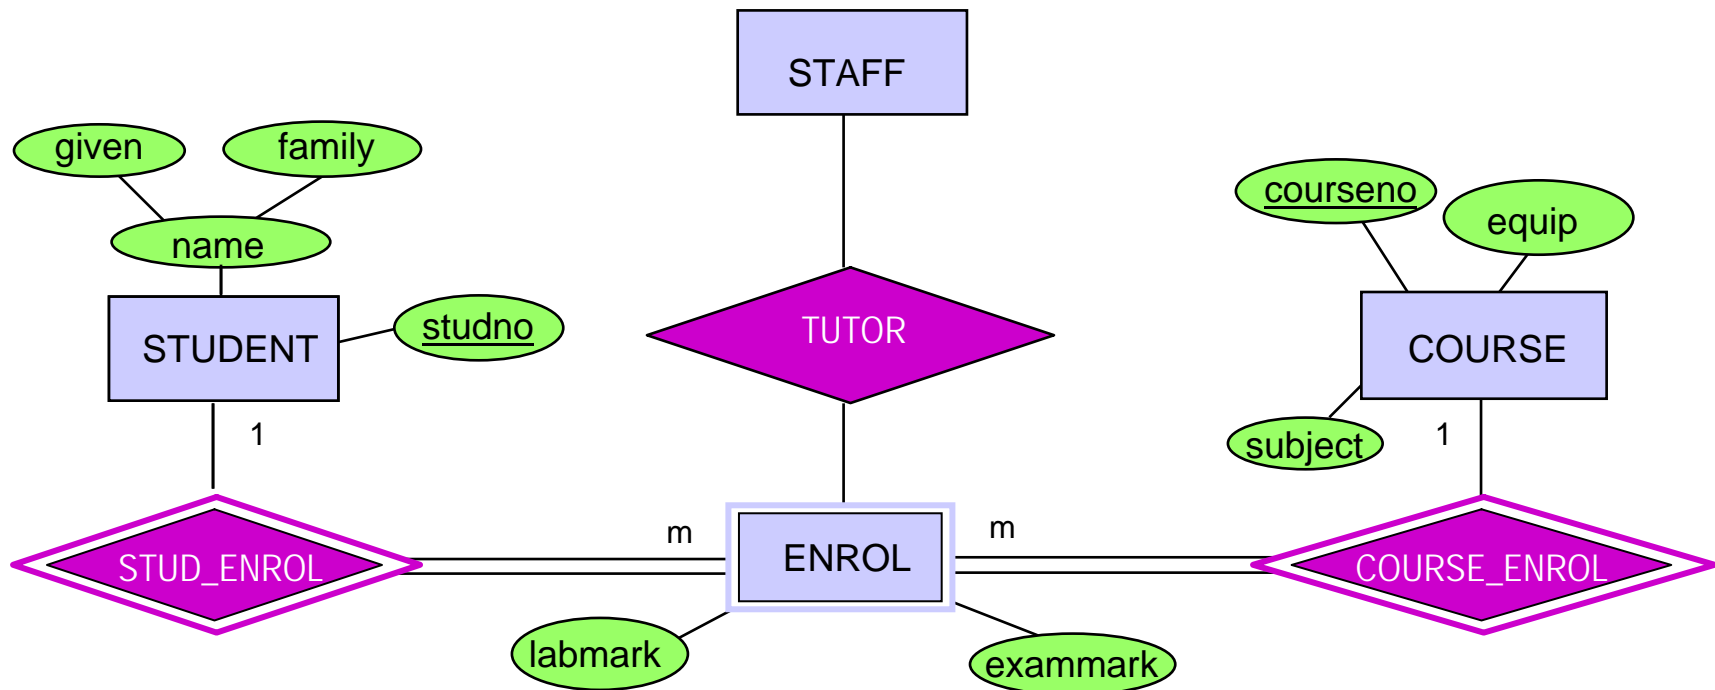 STAFF
given
family
name
courseno
equip
studno
STUDENT
TUTOR
COURSE
1
subject
1
m
m
STUD_ENROL
ENROL
COURSE_ENROL
labmark
exammark